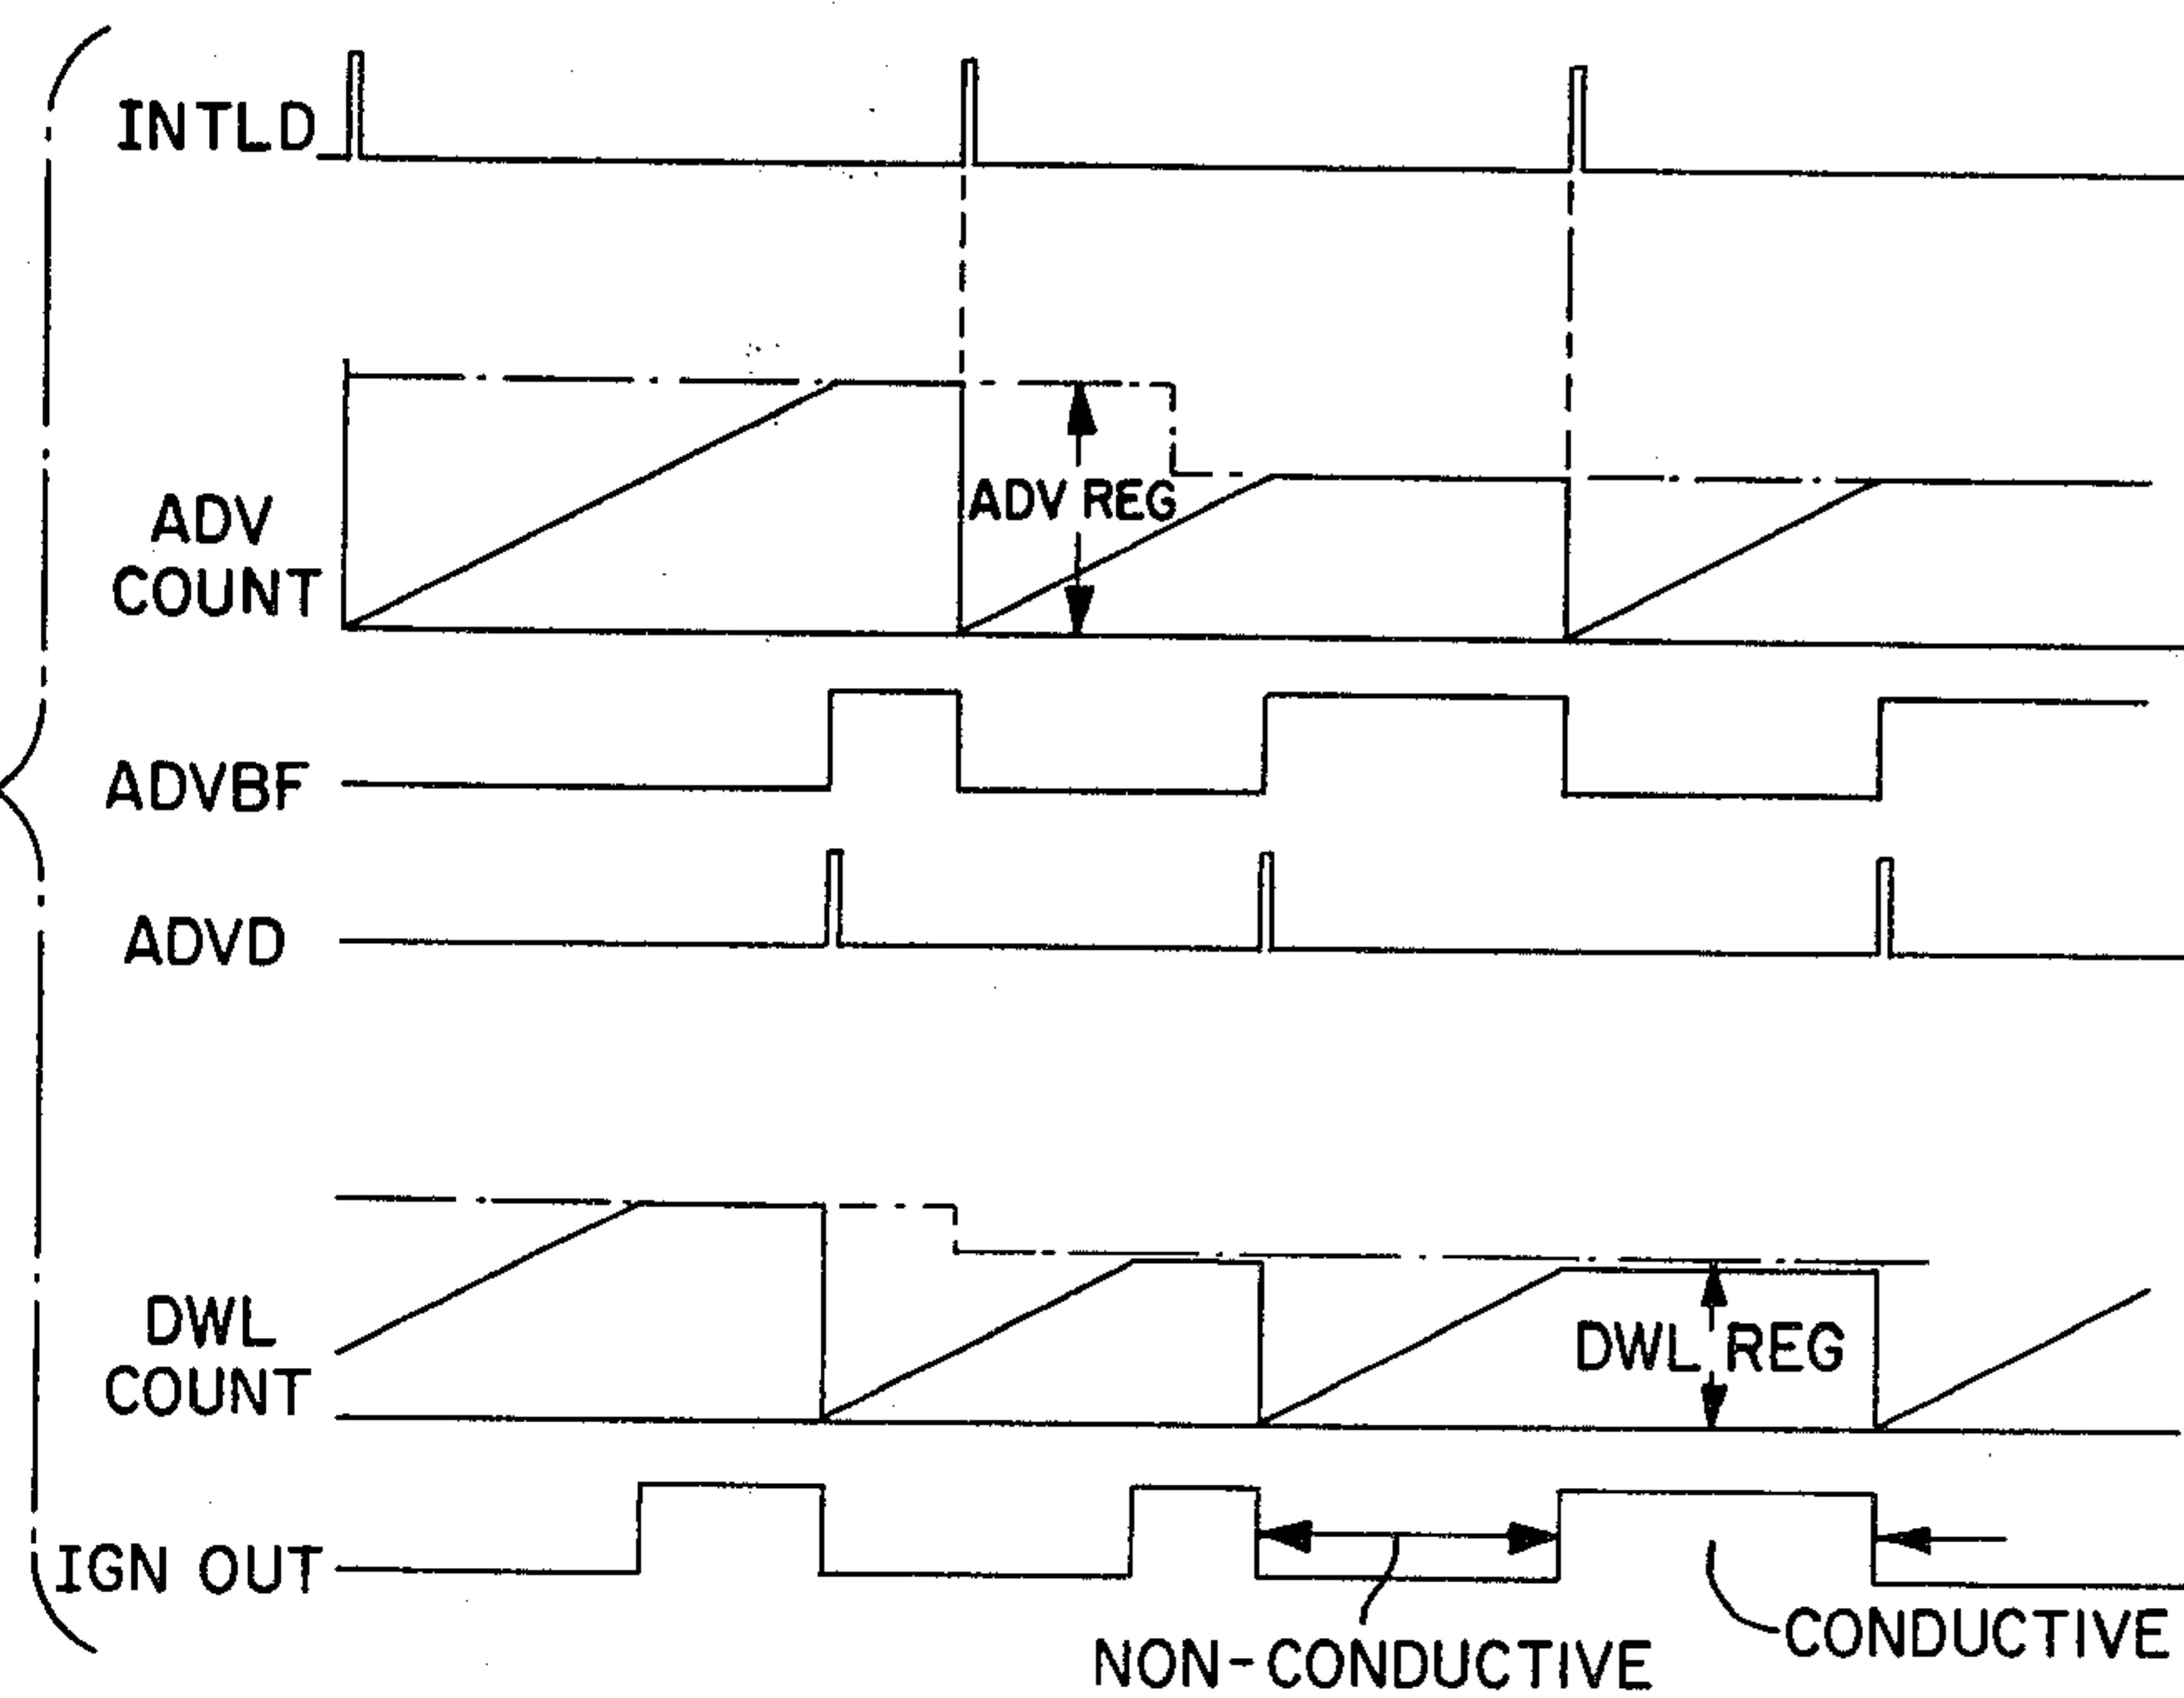 INTLD
ADV
COUNT
ADV REG
ADVBF
ADVD
DWL
COUNT
DWL REG
IGN OUT
NON-CONDUCTIVE
CONDUCTIVE